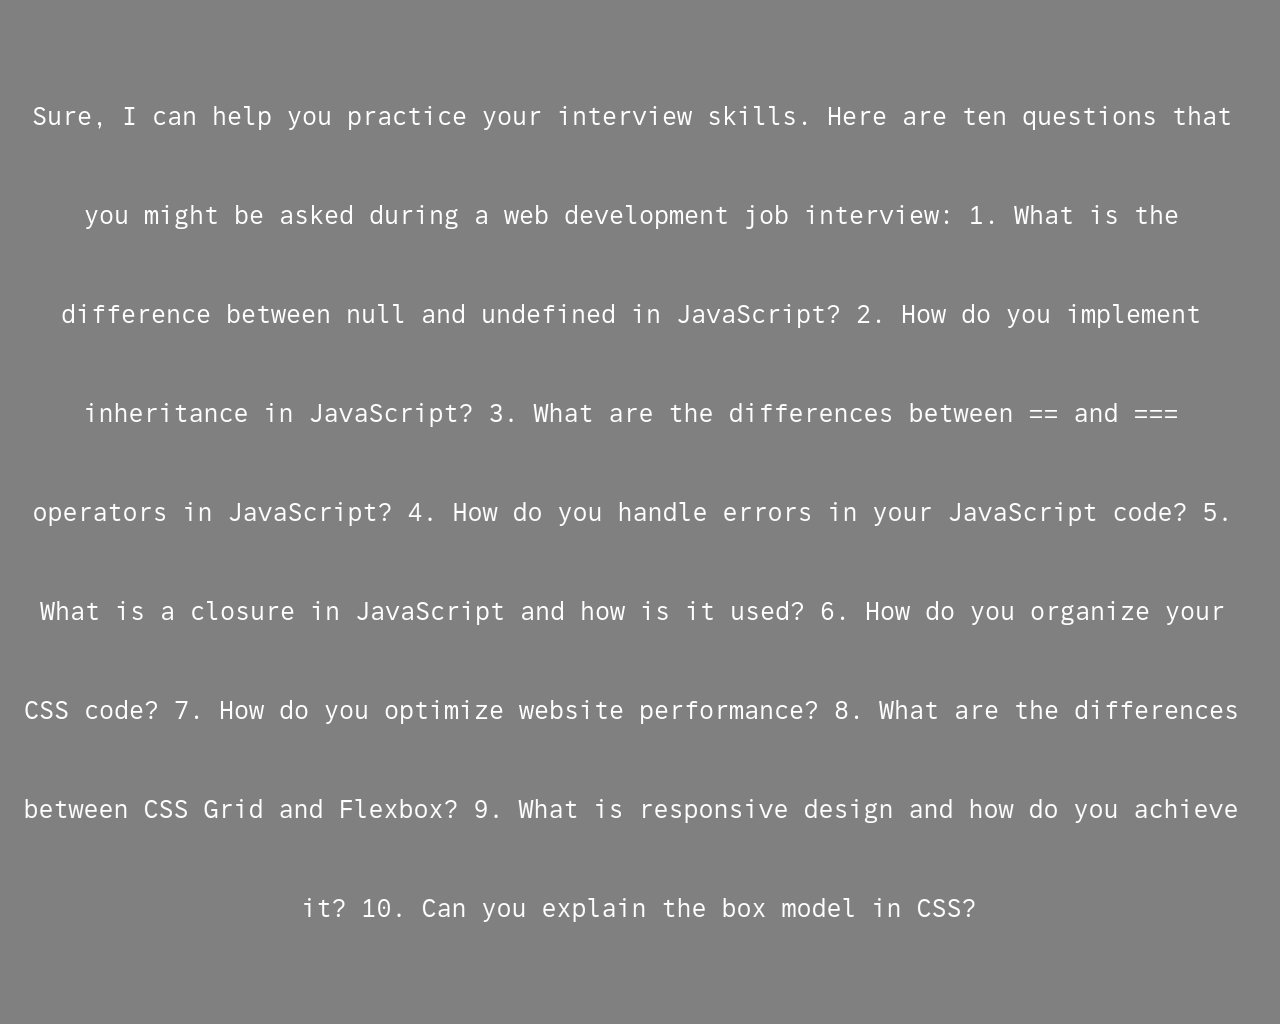 Sure, I can help you practice your interview skills. Here are ten questions that
you might be asked during a web development job interview: 1. What is the
difference between null and undefined in JavaScript? 2. How do you implement
inheritance in JavaScript? 3. What are the differences between == and ===
operators in JavaScript? 4. How do you handle errors in your JavaScript code? 5.
What is a closure in JavaScript and how is it used? 6. How do you organize your
CSS code? 7. How do you optimize website performance? 8. What are the differences
between CSS Grid and Flexbox? 9. What is responsive design and how do you achieve
it? 10. Can you explain the box model in CSS?